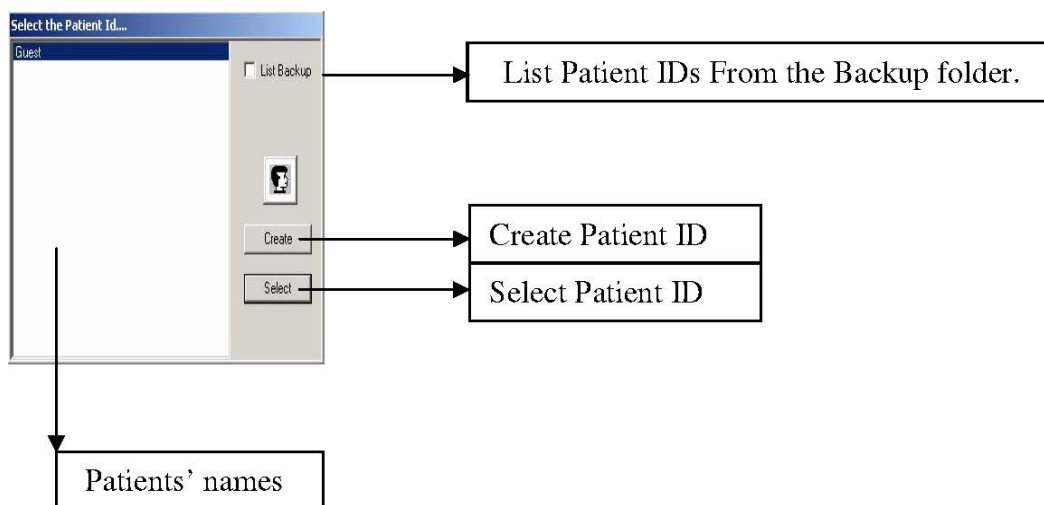 Select the Patient Id....
Guest
List Backup
List Patient IDs From the Backup folder.
Create
Create Patient ID
Select
Select Patient ID
Patients’ names